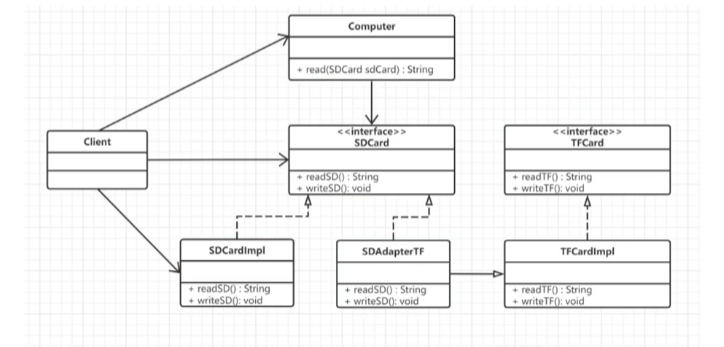 Computer
+ read(SDCard sdCard) : String
Client
<<interface>>
SDCard
+ readSD() : String
+ writeSD(): void
<<interface>>
TFCard
+ readTF() : String
+ writeTF(): void
SDCardImpl
+ readSD() : String
+ writeSD(): void
SDAdapterTF
+ readSD() : String
+ writeSD(): void
TFCardImpl
+ readTF() : String
+ writeTF(): void